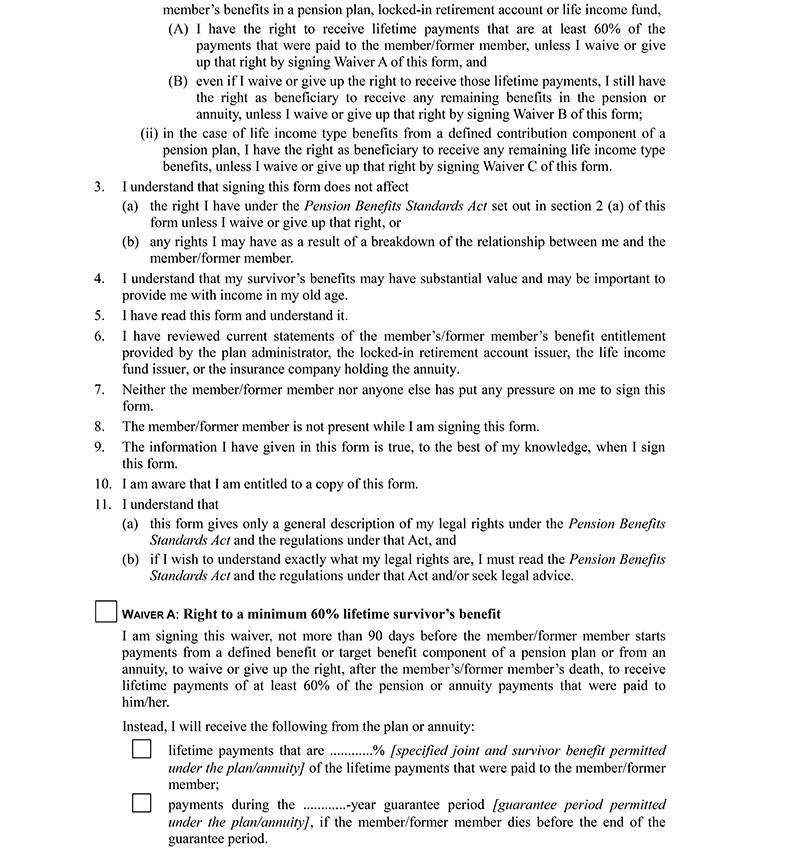 member’s benefits in a pension plan, locked-in retirement account or life income fund,
(A) I have the right to receive lifetime payments that are at least 60% of the
payments that were paid to the member/former member, unless I waive or give
up that right by signing Waiver A of this form, and
(B) even if I waive or give up the right to receive those lifetime payments, I still have
the right as beneficiary to receive any remaining benefits in the pension or
annuity, unless I waive or give up that right by signing Waiver B of this form;
(ii) in the case of life income type benefits from a defined contribution component of a
pension plan, I have the right as beneficiary to receive any remaining life income type
benefits, unless I waive or give up that right by signing Waiver C of this form.
3. I understand that signing this form does not affect
(a) the right I have under the Pension Benefits Standards Act set out in section 2 (a) of this
form unless I waive or give up that right, or
(b) any rights I may have as a result of a breakdown of the relationship between me and the
member/former member.
4. I understand that my survivor’s benefits may have substantial value and may be important to
provide me with income in my old age.
5. I have read this form and understand it.
6. I have reviewed current statements of the member’s/former member’s benefit entitlement
provided by the plan administrator, the locked-in retirement account issuer, the life income
fund issuer, or the insurance company holding the annuity.
7. Neither the member/former member nor anyone else has put any pressure on me to sign this
form.
8. The member/former member is not present while I am signing this form.
9. The information I have given in this form is true, to the best of my knowledge, when I sign
this form.
10. I am aware that I am entitled to a copy of this form.
11. I understand that
(a) this form gives only a general description of my legal rights under the Pension Benefits
Standards Act and the regulations under that Act, and
(b) if I wish to understand exactly what my legal rights are, I must read the Pension Benefits
Standards Act and the regulations under that Act and/or seek legal advice.
WAIVER A: Right to a minimum 60% lifetime survivor’s benefit
I am signing this waiver, not more than 90 days before the member/former member starts
payments from a defined benefit or target benefit component of a pension plan or from an
annuity, to waive or give up the right, after the member’s/former member’s death, to receive
lifetime payments of at least 60% of the pension or annuity payments that were paid to
him/her.
Instead, I will receive the following from the plan or annuity:
lifetime payments that are ............% [specified joint and survivor benefit permitted
under the plan/annuity] of the lifetime payments that were paid to the member/former
member;
payments during the ............-year guarantee period [guarantee period permitted
under the plan/annuity], if the member/former member dies before the end of the
guarantee period.